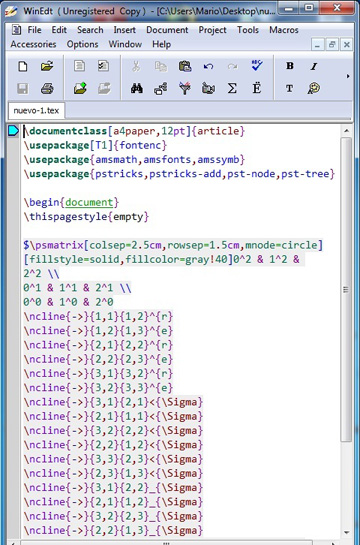 WinEdt ( Unregistered Copy ) - [C:\Users\Mario\Desktop\nu...
File Edit Search Insert Document Project Tools Macros
Accessories Options Window Help
nuevo-1.tex
\documentclass[a4paper,12pt]{article}
\usepackage[T1]{fontenc}
\usepackage{amsmath,amsfonts,amssymb}
\usepackage{pstricks,pstricks-add,pst-node,pst-tree}
\begin{document}
\thispagestyle{empty}
$\psmatrix[colsep=2.5cm,rowsep=1.5cm,mnode=circle]
[fillstyle=solid,fillcolor=gray!40]0^2 & 1^2 &
2^2 \\
0^1 & 1^1 & 2^1 \\
0^0 & 1^0 & 2^0
\ncline{->}{1,1}{1,2}^{r}
\ncline{->}{1,2}{1,3}^{e}
\ncline{->}{2,1}{2,2}^{r}
\ncline{->}{2,2}{2,3}^{e}
\ncline{->}{3,1}{3,2}^{r}
\ncline{->}{3,2}{3,3}^{e}
\ncline{->}{3,1}{2,1}<{\Sigma}
\ncline{->}{2,1}{1,1}<{\Sigma}
\ncline{->}{3,2}{2,2}<{\Sigma}
\ncline{->}{2,2}{1,2}<{\Sigma}
\ncline{->}{3,3}{2,3}<{\Sigma}
\ncline{->}{2,3}{1,3}<{\Sigma}
\ncline{->}{3,1}{2,2}_{\Sigma}
\ncline{->}{2,1}{1,2}_{\Sigma}
\ncline{->}{3,2}{2,3}_{\Sigma}
\ncline{->}{2,2}{1,3}_{\Sigma}